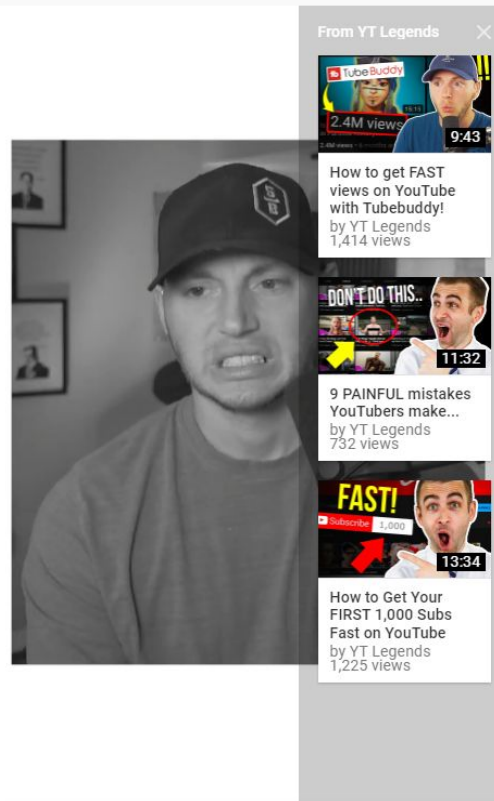 From YT Legends
TubeBuddy
2.4M views
9:43
How to get FAST
views on YouTube
with Tubebuddy!
by YT Legends
1,414 views
DON'T DO THIS..
11:32
9 PAINFUL mistakes
YouTubers make...
by YT Legends
732 views
FAST!
Subscribe 1,000
13:34
How to Get Your
FIRST 1,000 Subs
Fast on YouTube
by YT Legends
1,225 views